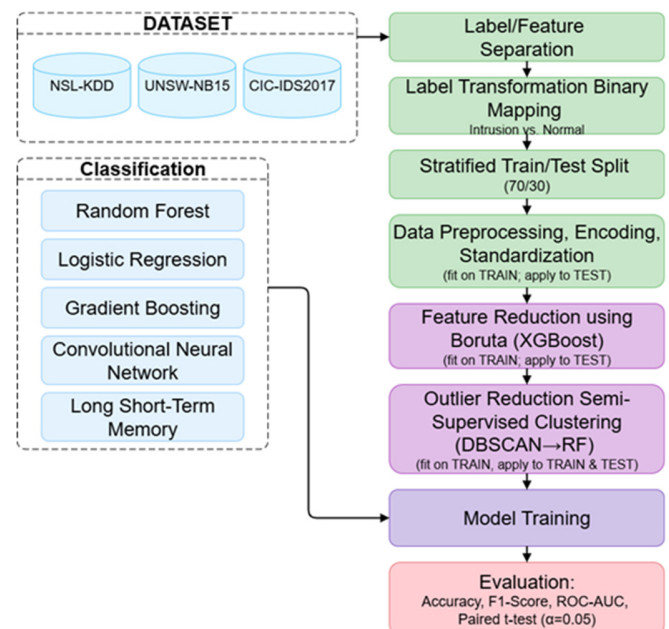 DATASET
NSL-KDD
UNSW-NB15
CIC-IDS2017
Classification
Random Forest
Logistic Regression
Gradient Boosting
Convolutional Neural
Network
Long Short-Term
Memory
Label/Feature
Separation
Label Transformation Binary
Mapping
Intrusion vs. Normal
Stratified Train/Test Split
(70/30)
Data Preprocessing, Encoding,
Standardization
(fit on TRAIN; apply to TEST)
Feature Reduction using
Boruta (XGBoost)
(fit on TRAIN; apply to TEST)
Outlier Reduction Semi-
Supervised Clustering
(DBSCAN→RF)
(fit on TRAIN, apply to TRAIN & TEST)
Model Training
Evaluation:
Accuracy, F1-Score, ROC-AUC,
Paired t-test (α=0.05)